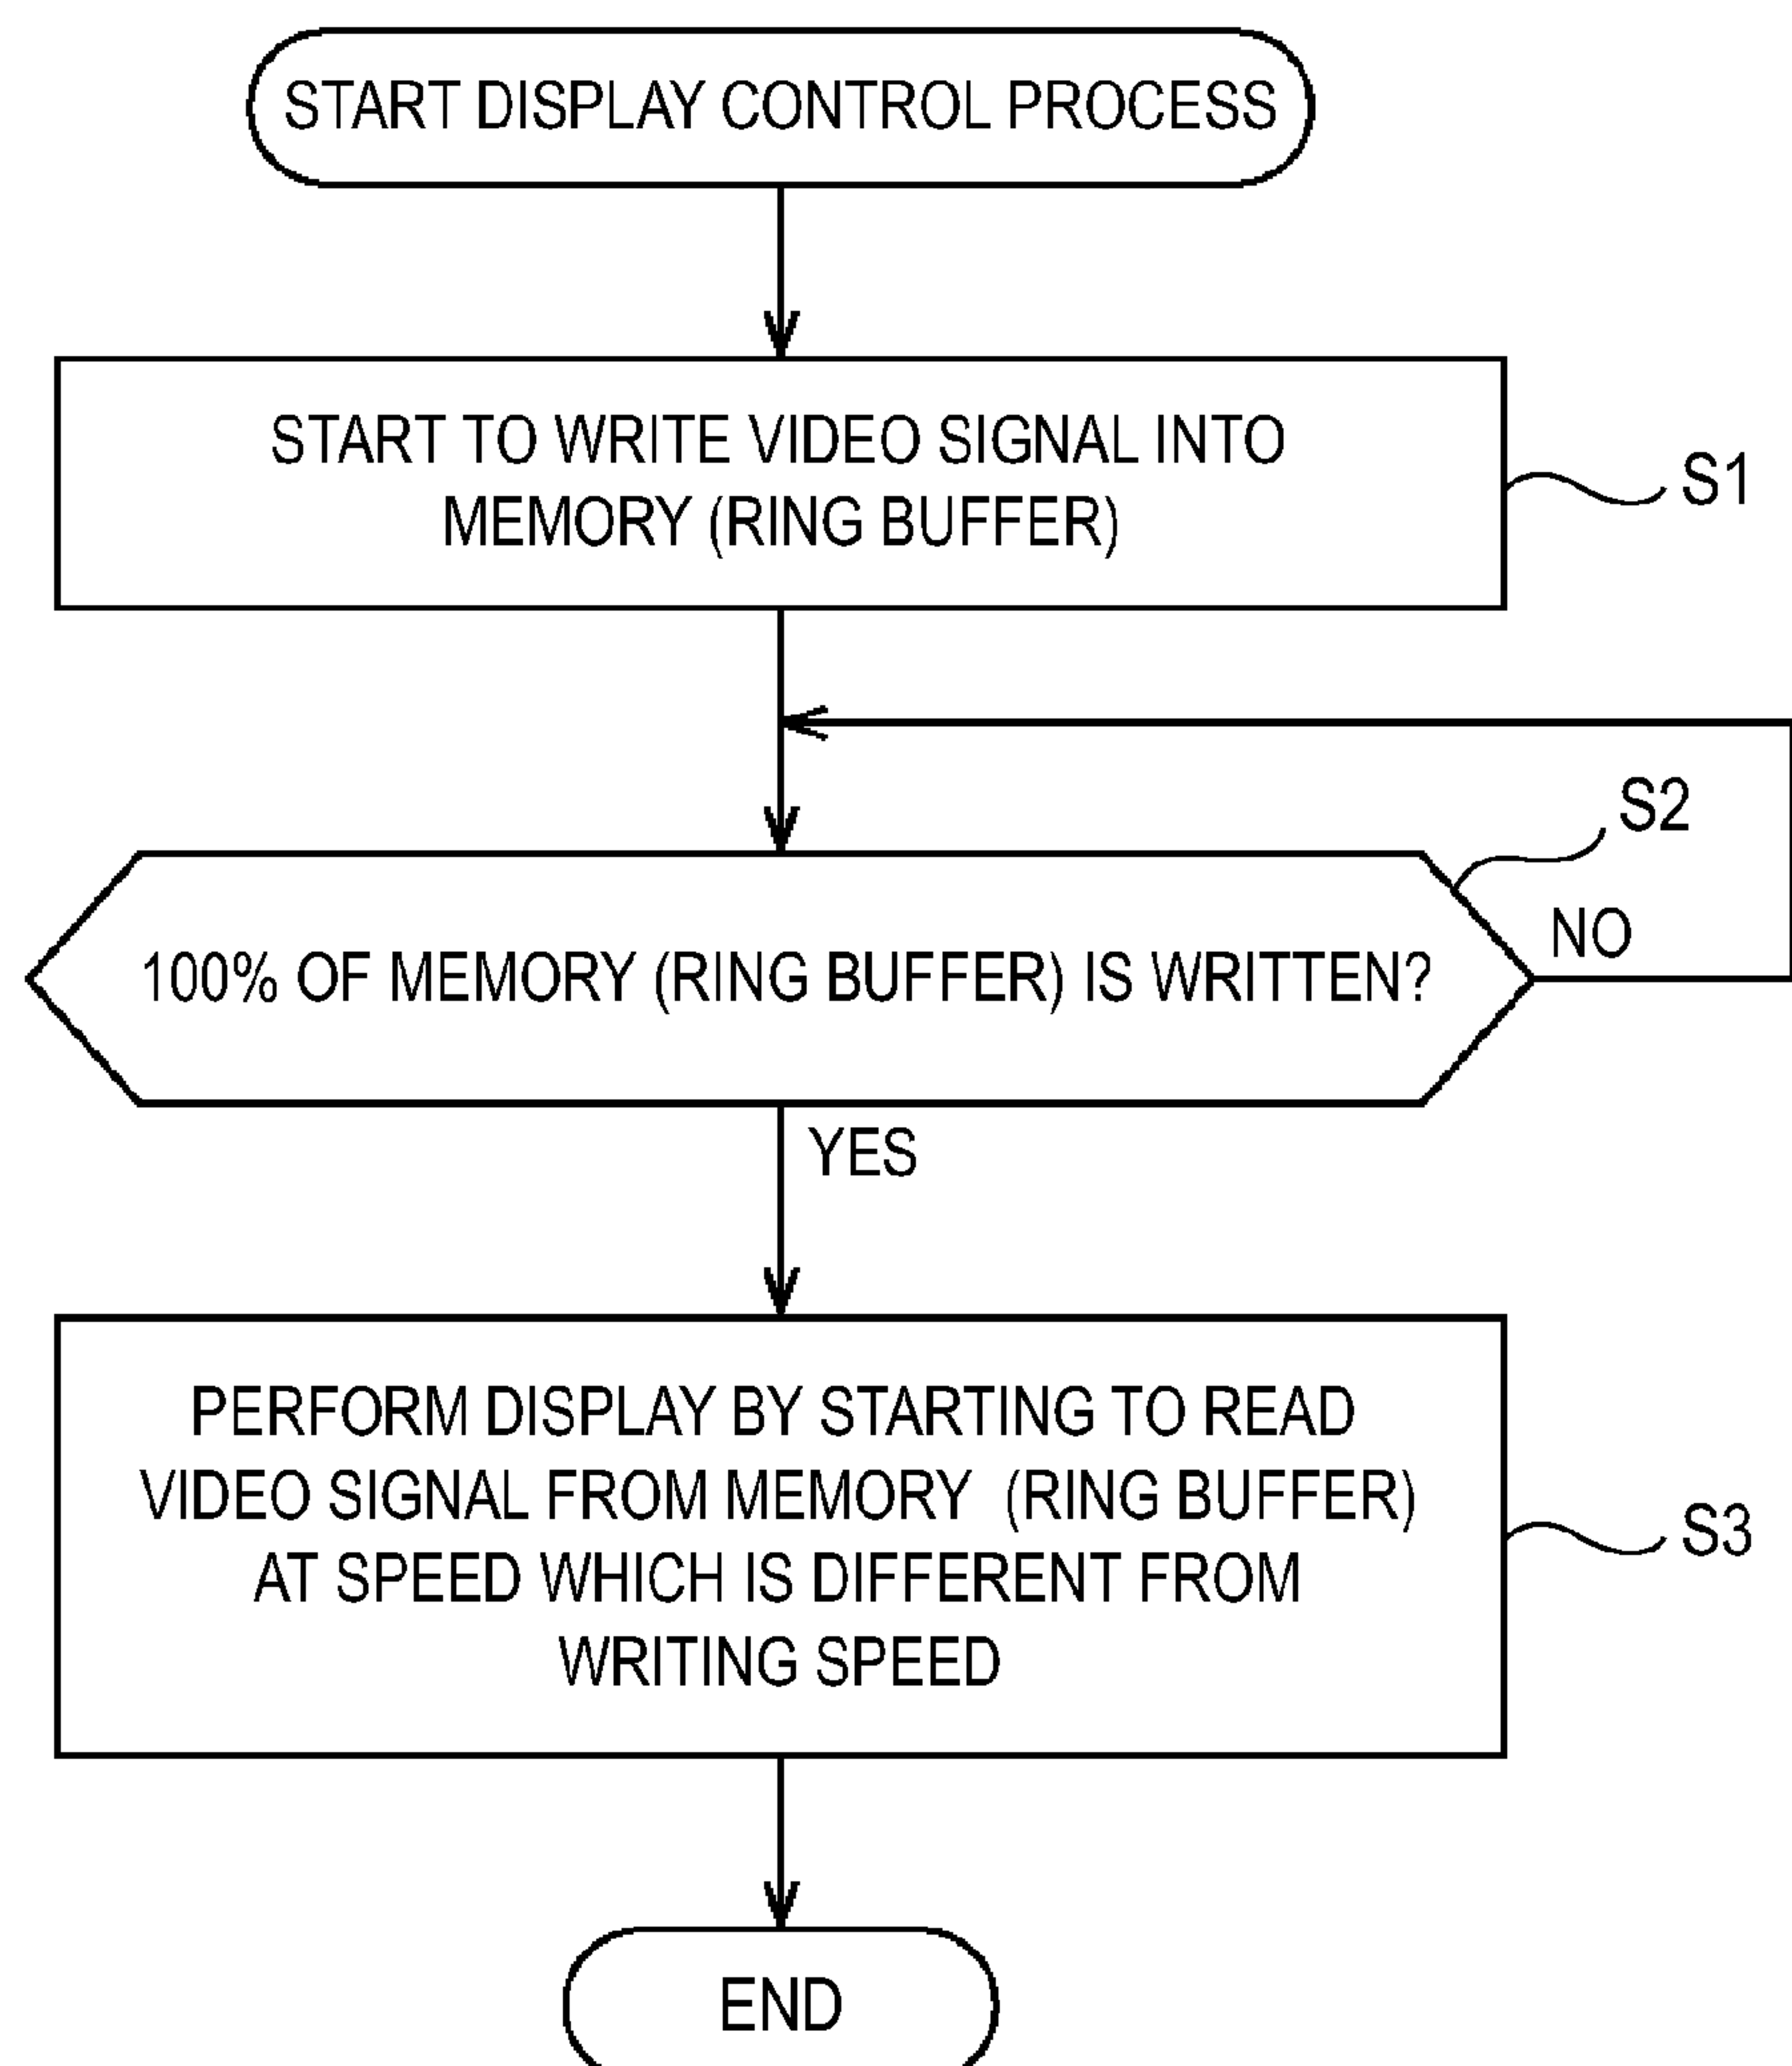 START DISPLAY CONTROL PROCESS
START TO WRITE VIDEO SIGNAL INTO
MEMORY (RING BUFFER)
S1
S2
NO
100% OF MEMORY (RING BUFFER) IS WRITTEN?
YES
PERFORM DISPLAY BY STARTING TO READ
VIDEO SIGNAL FROM MEMORY (RING BUFFER)
AT SPEED WHICH IS DIFFERENT FROM
WRITING SPEED
S3
END